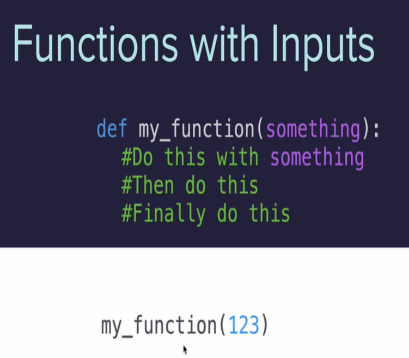 Functions with Inputs
def my_function(something):
#Do this with something
#Then do this
#Finally do this
my_function(123)